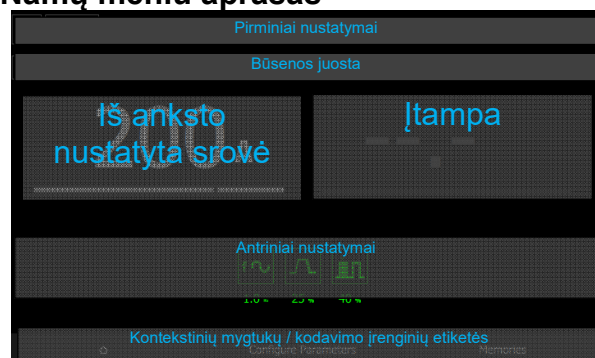 Namų meniu aprašas
Pirminiai nustatymai
Būsenos juosta
Iš anksto
nustatyta srovė
200 A
Įtampa
--.-
Antriniai nustatymai
Kontekstinių mygtukų / kodavimo įrenginių etiketės
Configure Parameters
Memories